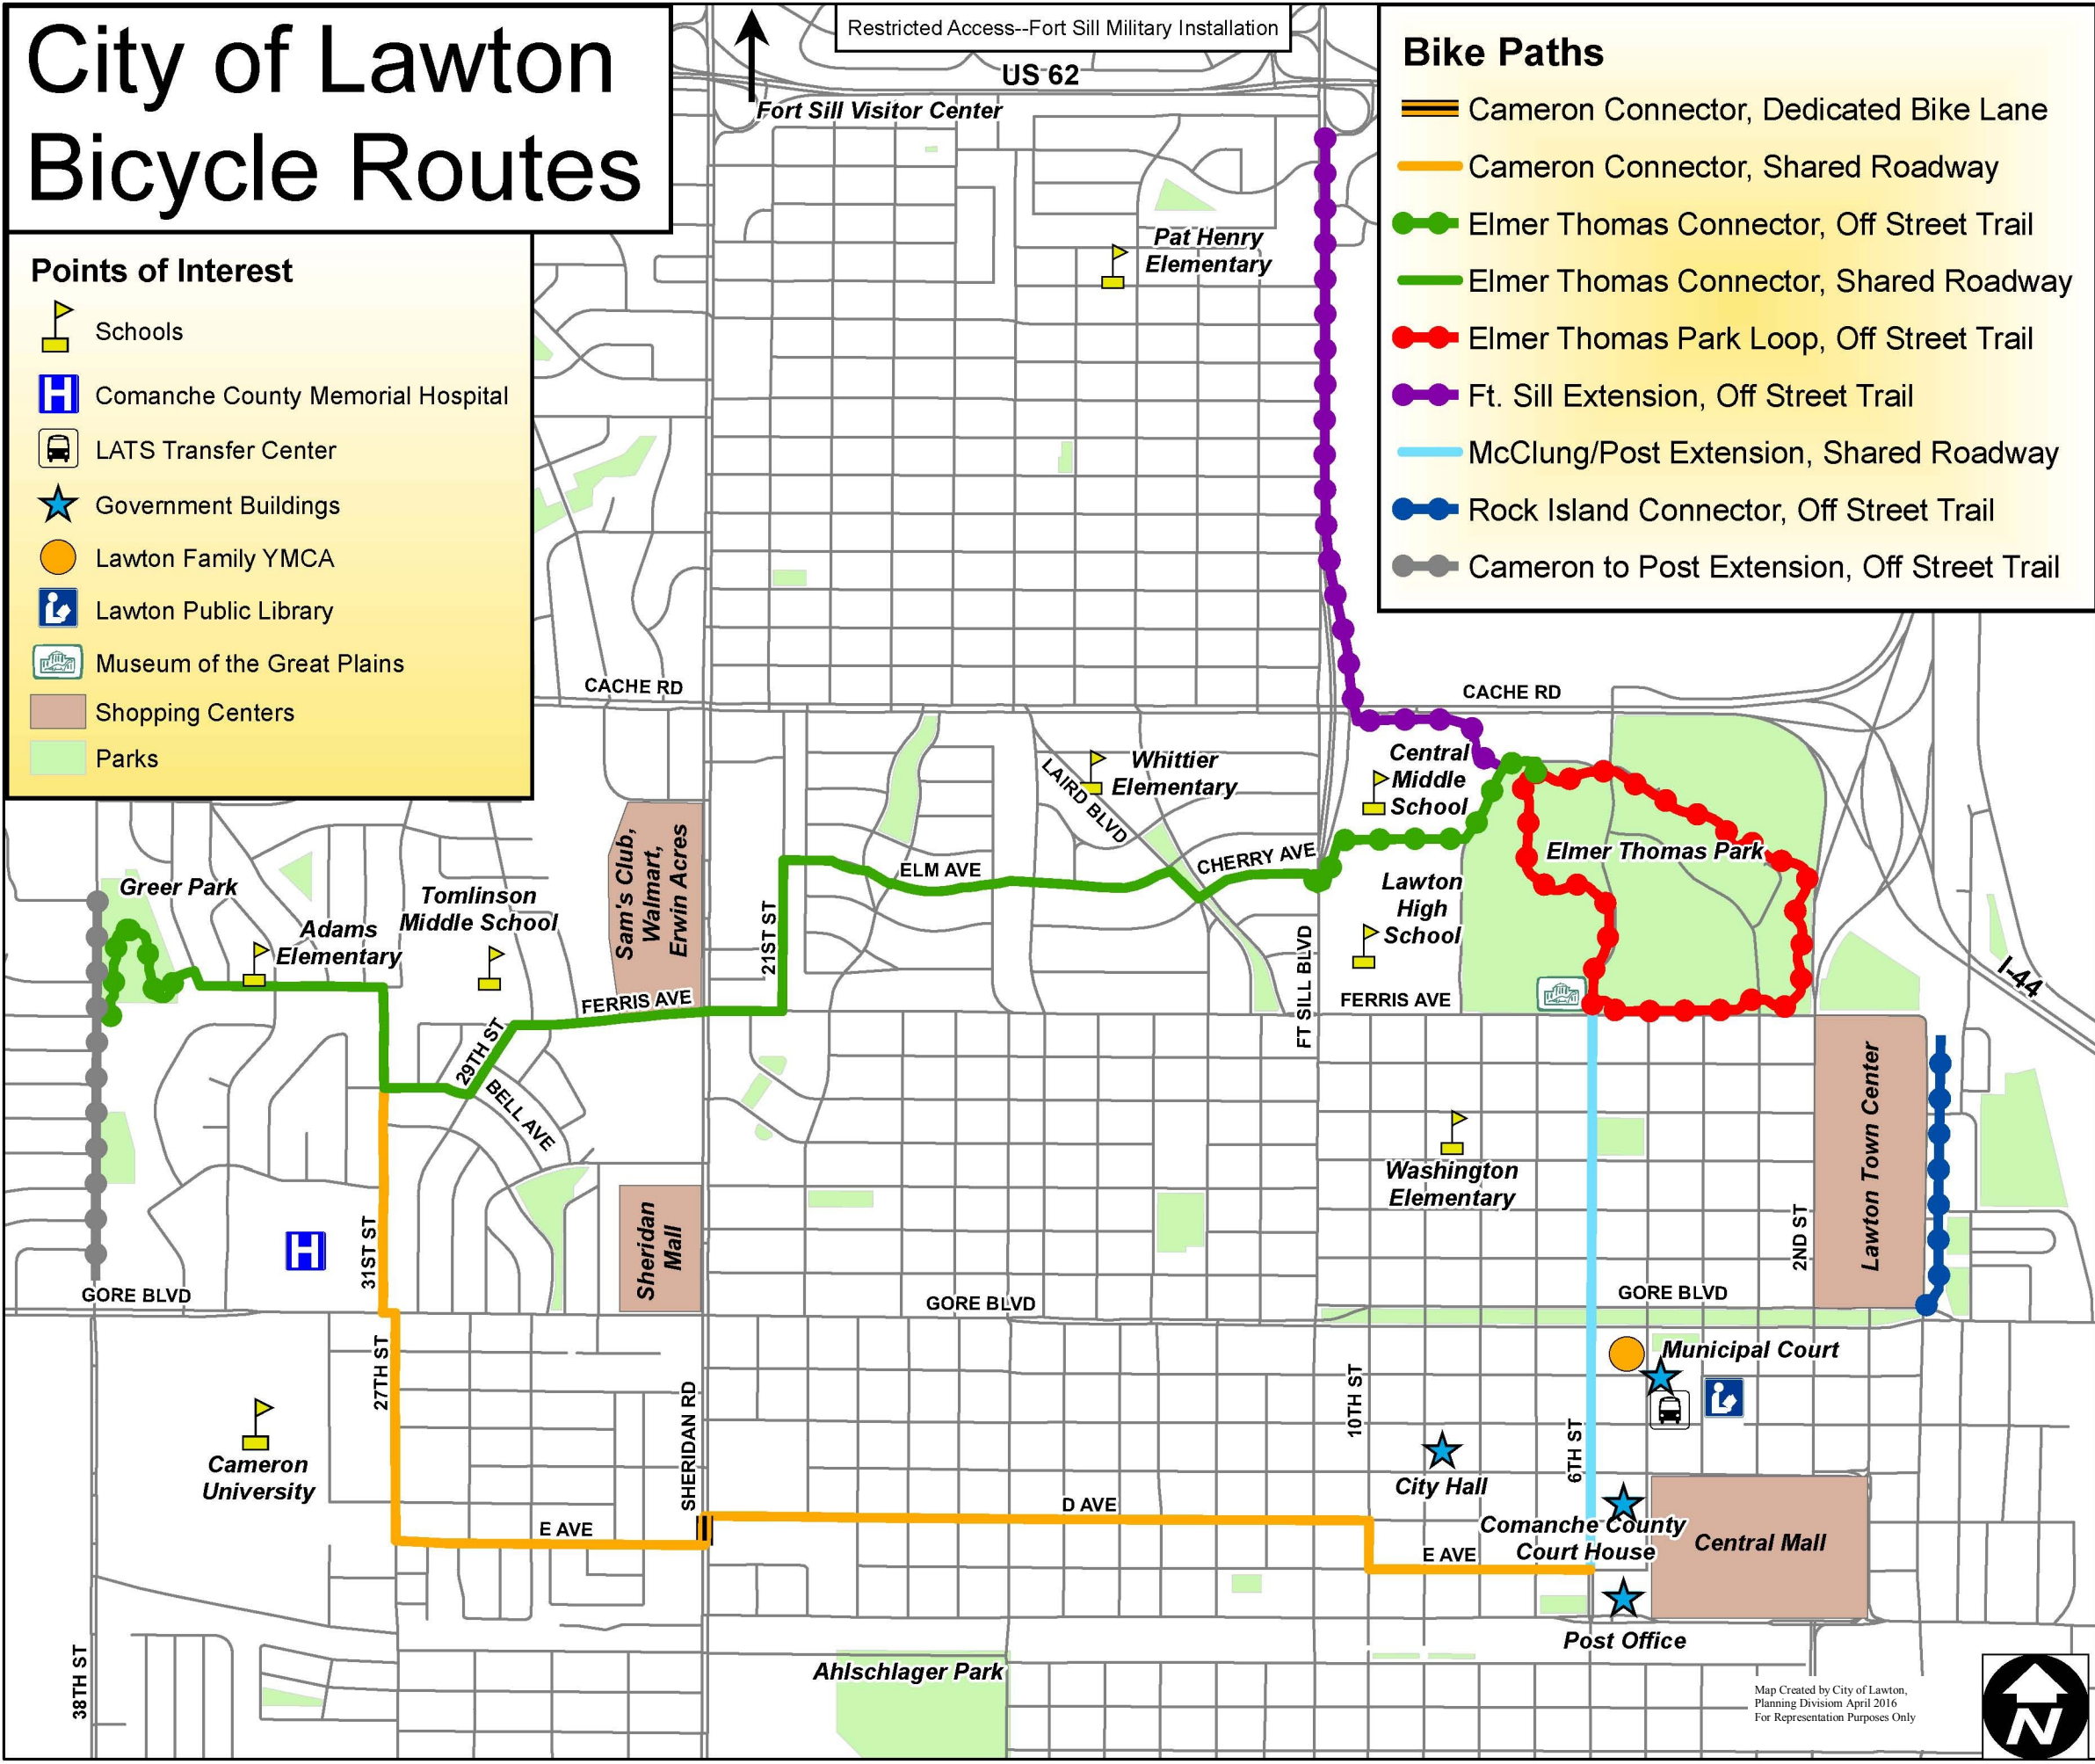 City of Lawton
Bicycle Routes
Restricted Access--Fort Sill Military Installation
US 62
Fort Sill Visitor Center
Bike Paths
Cameron Connector, Dedicated Bike Lane
Cameron Connector, Shared Roadway
Elmer Thomas Connector, Off Street Trail
Elmer Thomas Connector, Shared Roadway
Elmer Thomas Park Loop, Off Street Trail
Ft. Sill Extension, Off Street Trail
McClung/Post Extension, Shared Roadway
Rock Island Connector, Off Street Trail
Cameron to Post Extension, Off Street Trail
Points of Interest
Schools
H
Comanche County Memorial Hospital
LATS Transfer Center
Government Buildings
Lawton Family YMCA
Lawton Public Library
Museum of the Great Plains
Shopping Centers
Parks
Pat Henry
Elementary
CACHE RD
CACHE RD
Whittier
Elementary
LAIRD BLVD
Central
Middle
School
CHERRY AVE
ELM AVE
Elmer Thomas Park
Greer Park
Adams
Elementary
Tomlinson
Middle School
Sam's Club,
Walmart,
Erwin Acres
21ST ST
Lawton
High
School
FT SILL BLVD
FERRIS AVE
FERRIS AVE
I-44
29TH ST
BELL AVE
Washington
Elementary
Lawton Town Center
2ND ST
H
31ST ST
Sheridan
Mall
GORE BLVD
GORE BLVD
GORE BLVD
27TH ST
Municipal Court
Cameron
University
SHERIDAN RD
10TH ST
6TH ST
City Hall
D AVE
E AVE
E AVE
Comanche County
Court House
Central Mall
Post Office
38TH ST
Ahlschlager Park
Map Created by City of Lawton,
Planning Divisiom April 2016
For Representation Purposes Only
N